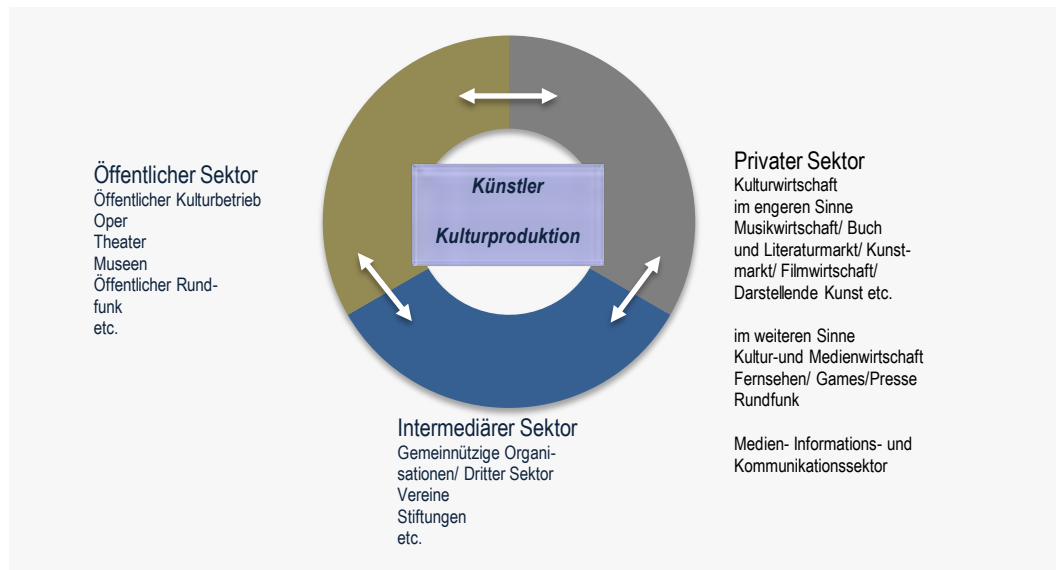 Künstler
Kulturproduktion
Öffentlicher Sektor
Öffentlicher Kulturbetrieb
Oper
Theater
Museen
Öffentlicher Rund-
funk
etc.
Privater Sektor
Kulturwirtschaft
im engeren Sinne
Musikwirtschaft/ Buch
und Literaturmarkt/ Kunst-
markt/ Filmwirtschaft/
Darstellende Kunst etc.
im weiteren Sinne
Kultur-und Medienwirtschaft
Fernsehen/ Games/Presse
Rundfunk
Medien- Informations- und
Kommunikationssektor
Intermediärer Sektor
Gemeinnützige Organi-
sationen/ Dritter Sektor
Vereine
Stiftungen
etc.